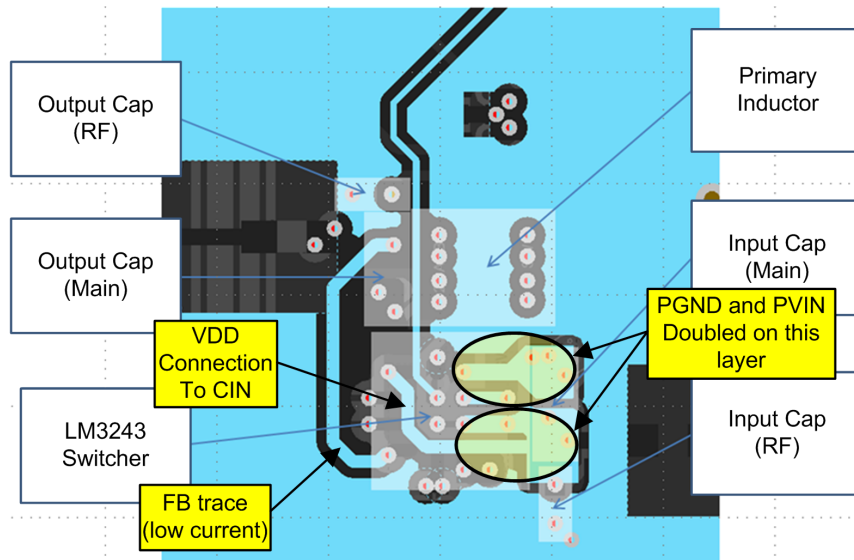 Output Cap
(RF)
Primary
Inductor
Output Cap
(Main)
Input Cap
(Main)
PGND and PVIN
Doubled on this
layer
VDD
Connection
To CIN
LM3243
Switcher
Input Cap
(RF)
FB trace
(low current)